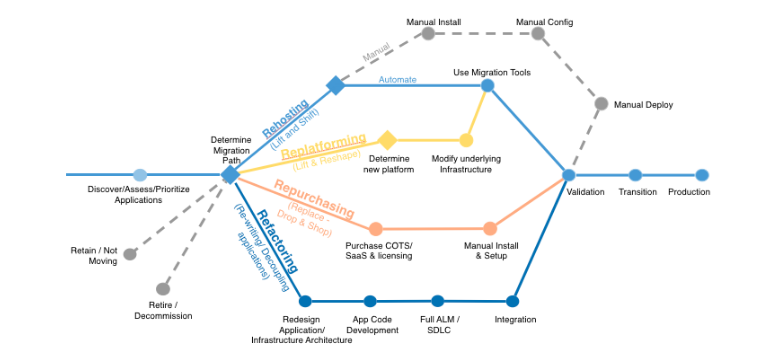 Manual Install
Manual Config
Manual
Automate
Use Migration Tools
Manual Deploy
Rehosting
(Lift and Shift)
Determine
Migration
Path
Replatforming
(Lift & Reshape)
Determine
new platform
Modify underlying
Infrastructure
Discover/Assess/Prioritize
Applications
Validation
Transition
Production
Repurchasing
(Replace -
Drop & Shop)
Purchase COTS/
SaaS & licensing
Manual Install
& Setup
Refactoring
(Re-writing/ Decoupling
applications)
Retain / Not
Moving
Retire /
Decommission
Redesign
Application/
Infrastructure Architecture
App Code
Development
Full ALM /
SDLC
Integration